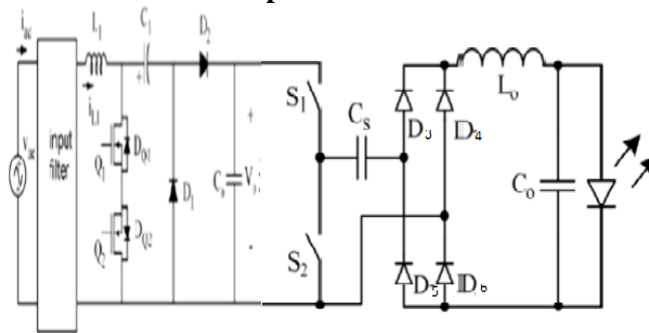 i_ac
L_1
C_1
D_2
+
i_L1
v_ac
input
filter
Q_1
D_Q1
D_1
C_o
V_o
+
-
Q_2
D_Q2
S_1
S_2
C_s
D_3
D_4
D_5
D_6
L_o
C_o